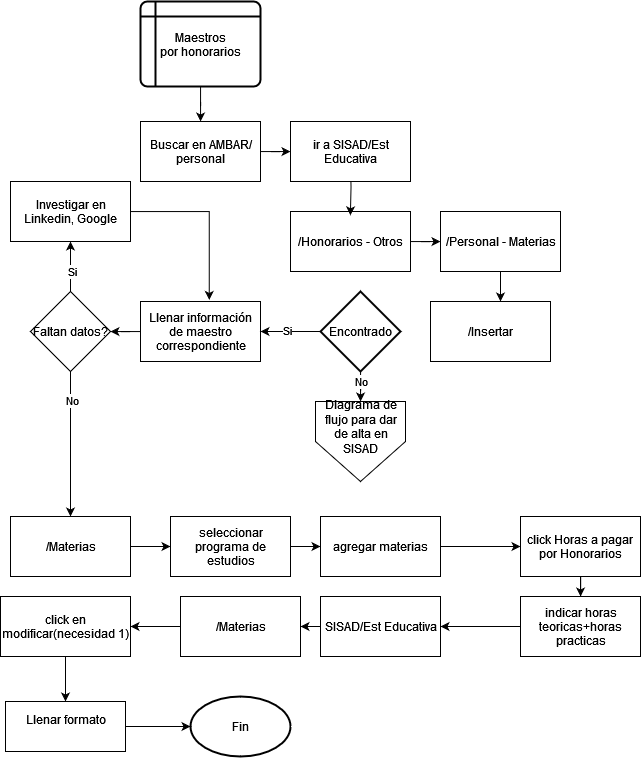 Maestros
por honorarios
Buscar en AMBAR/
personal
ir a SISAD/Est
Educativa
Investigar en
Linkedin, Google
/Honorarios - Otros
/Personal - Materias
Si
Faltan datos?
Llenar información
de maestro
correspondiente
Si
Encontrado
/Insertar
No
No
Diagrama de
flujo para dar
de alta en
SISAD
/Materias
seleccionar
programa de
estudios
agregar materias
click Horas a pagar
por Honorarios
click en
modificar(necesidad 1)
/Materias
SISAD/Est Educativa
indicar horas
teoricas+horas
practicas
Llenar formato
Fin